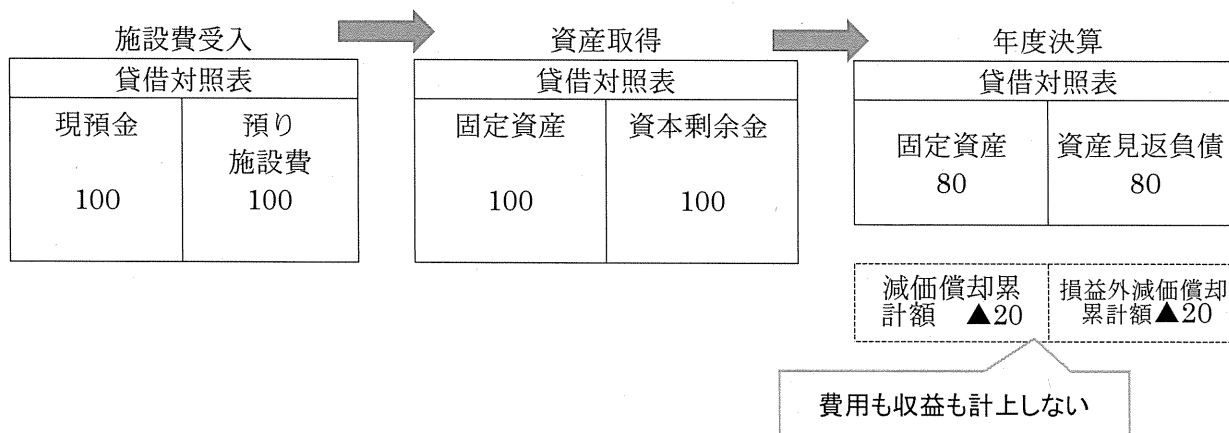 施設費受入
貸借対照表
現預金
100
預り
施設費
100
資産取得
貸借対照表
固定資産
100
資本剰余金
100
年度決算
貸借対照表
固定資産
80
資産見返負債
80
減価償却累
計額 ▲20
損益外減価償却
累計額▲20
費用も収益も計上しない